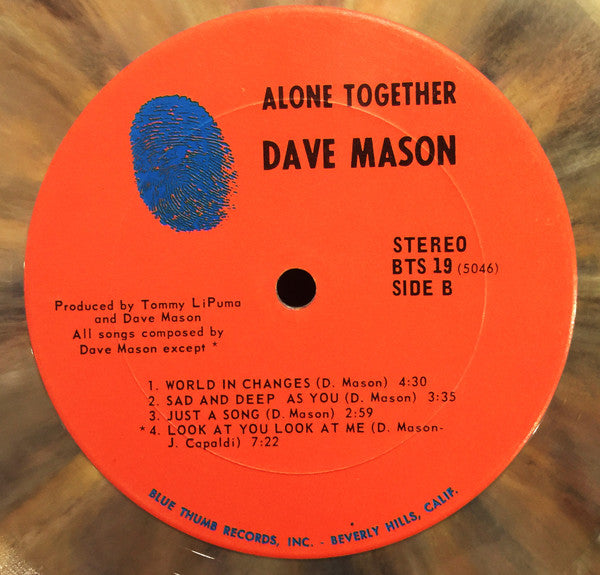 ALONE TOGETHER
DAVE MASON
STEREO
BTS 19 (5046)
SIDE B
Produced by Tommy LiPuma
and Dave Mason
All songs composed by
Dave Mason except *
1. WORLD IN CHANGES (D. Mason) 4:30
2. SAD AND DEEP AS YOU (D. Mason) 3:35
3. JUST A SONG (D. Mason) 2:59
* 4. LOOK AT YOU LOOK AT ME (D. Mason-
J. Capaldi) 7:22
BLUE THUMB RECORDS, INC. - BEVERLY HILLS, CALIF.